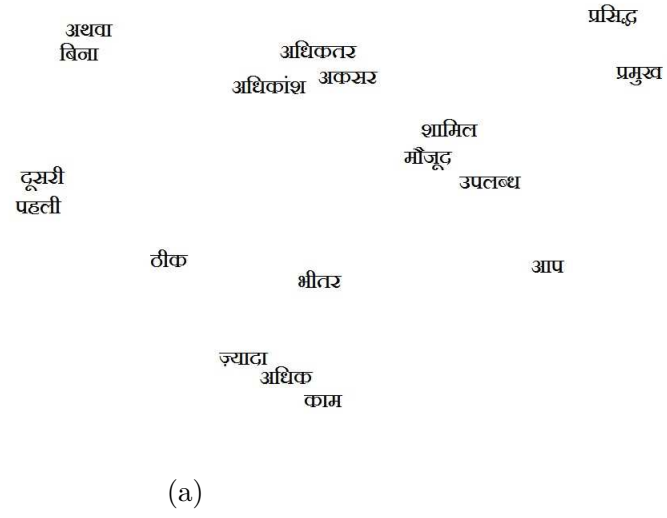 प्रसिद्ध
अथवा
बिना
अधिकतर
अकसर
प्रमुख
अधिकांश
शामिल
मौजूद
दूसरी
उपलब्ध
पहली
ठीक
आप
भीतर
ज़्यादा
अधिक
काम
(a)